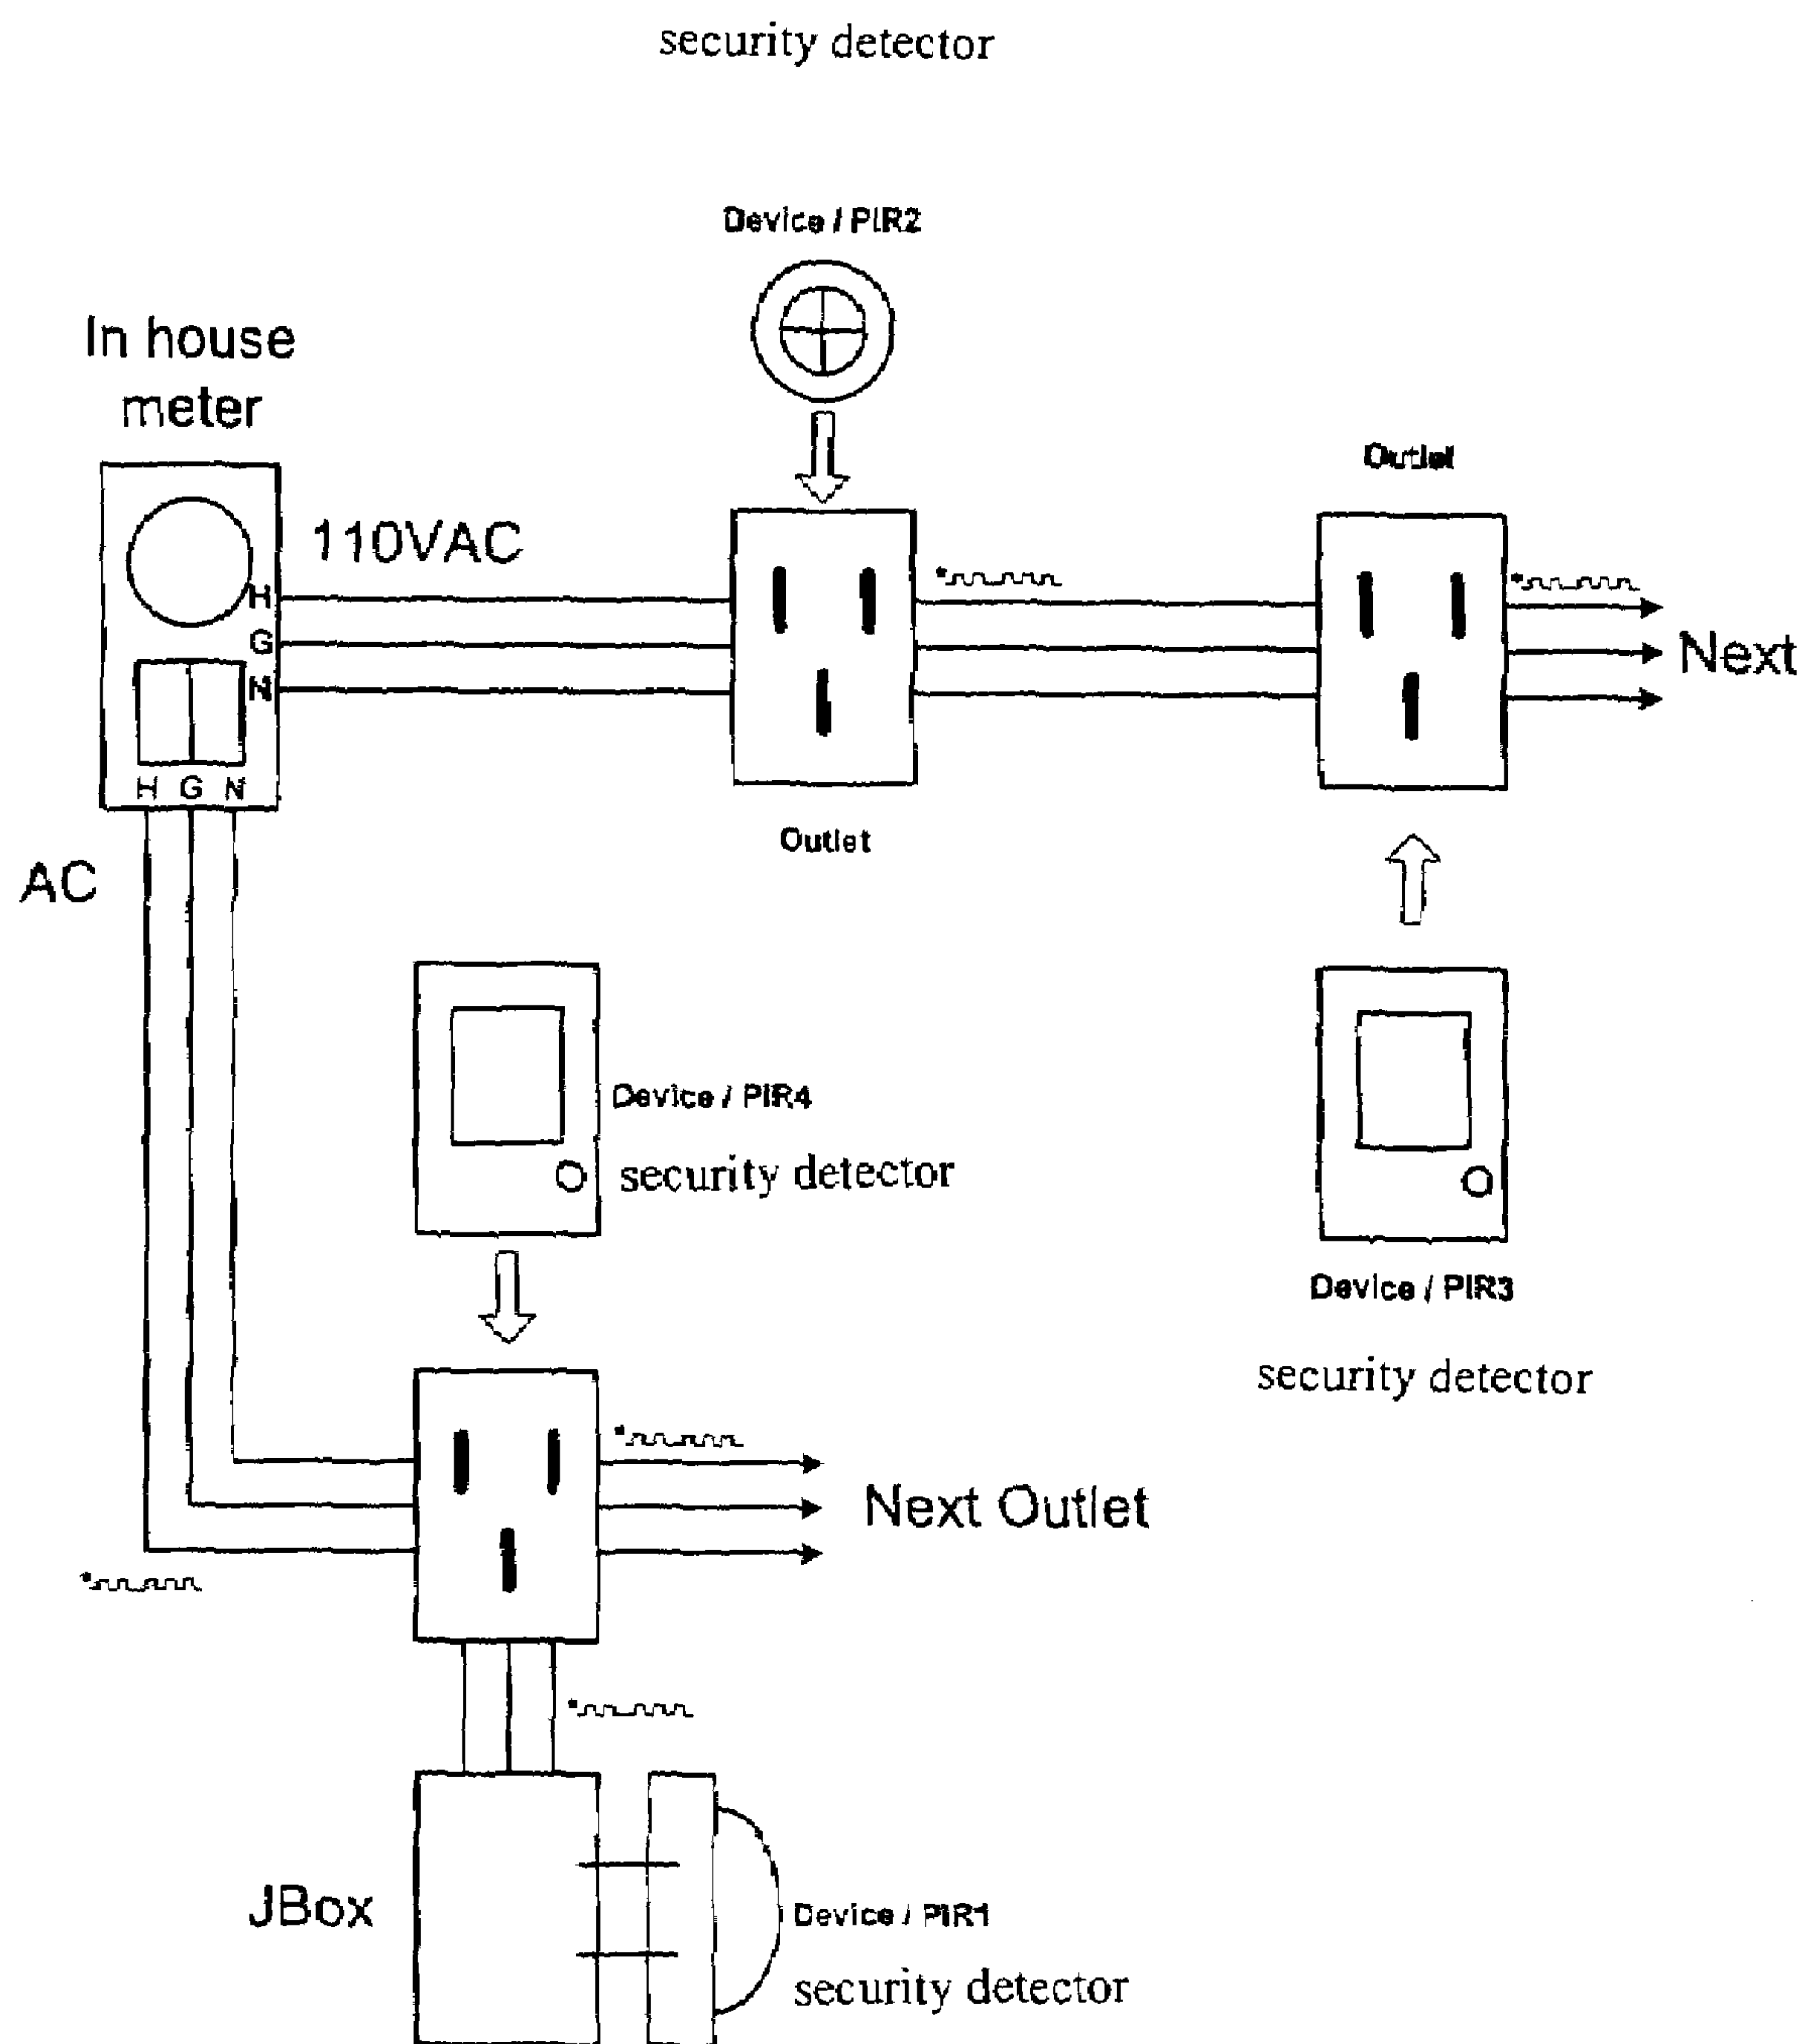 security detector
Device / PIR2
In house
meter
Outlet
110VAC
H
G
N
Next
H G N
Outlet
AC
Device / PIR4
security detector
Device / PIR3
security detector
Next Outlet
JBox
Device / PIR1
security detector